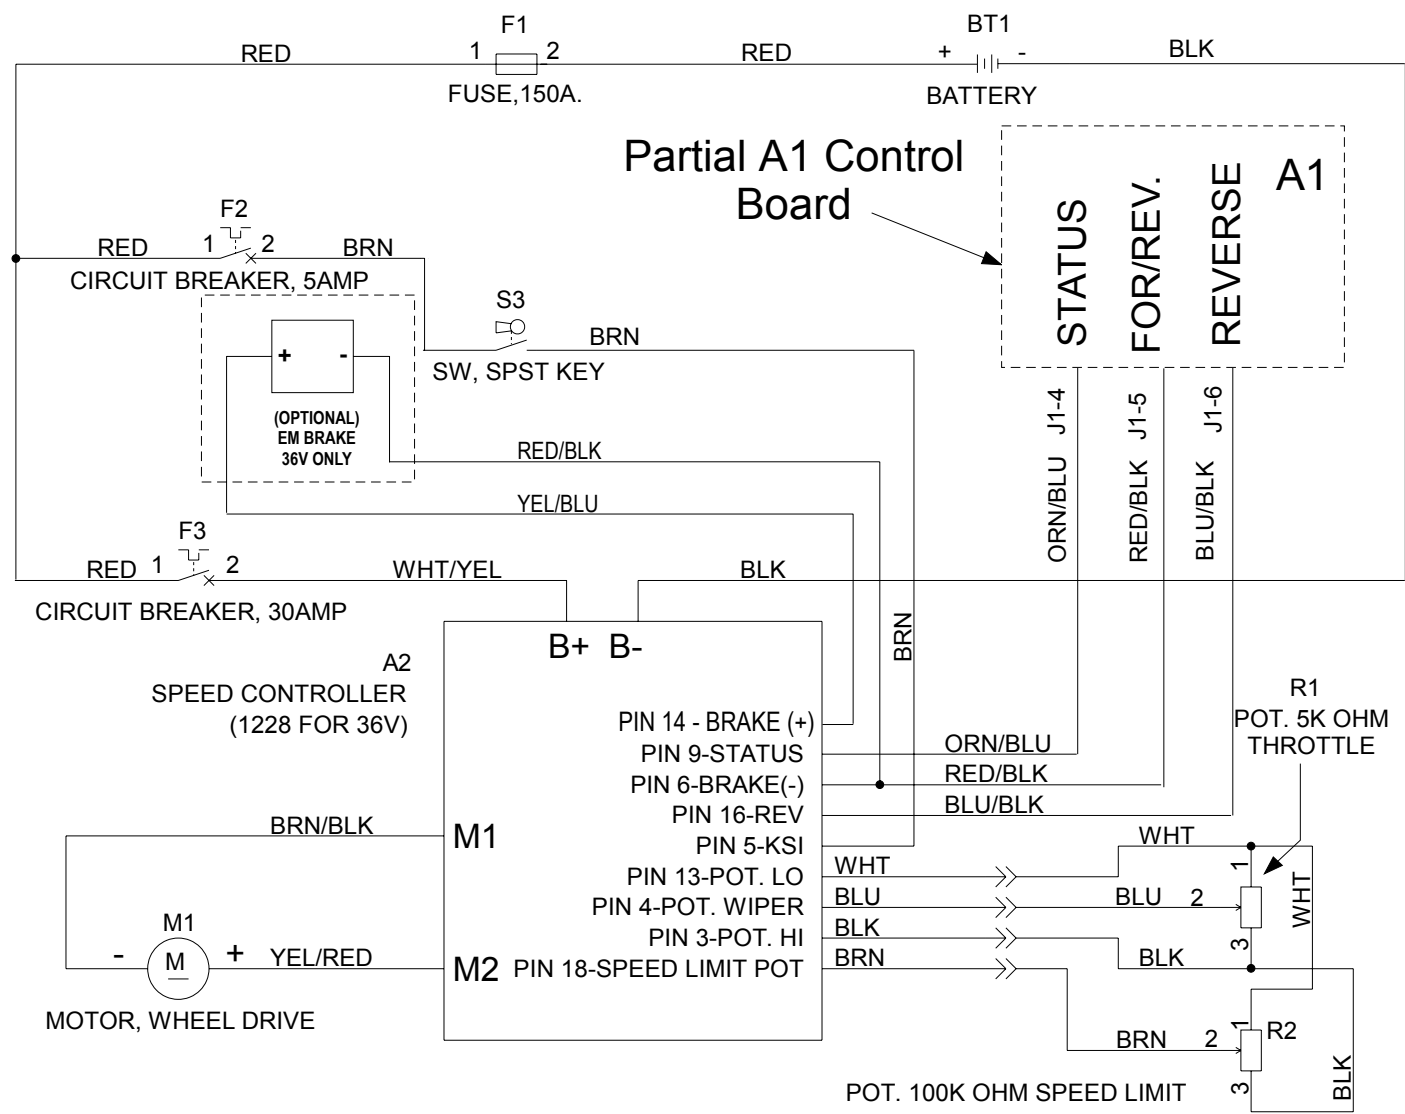 F1
BT1
RED 1 2 RED + - BLK
FUSE,150A.
BATTERY
Partial A1 Control
Board
A1
STATUS
FOR/REV.
REVERSE
F2
RED 1 2 BRN
CIRCUIT BREAKER, 5AMP
S3
BRN
SW, SPST KEY
+ -
(OPTIONAL)
EM BRAKE
36V ONLY
RED/BLK
YEL/BLU
ORN/BLU J1-4
RED/BLK J1-5
BLU/BLK J1-6
F3
RED 1 2 WHT/YEL BLK
CIRCUIT BREAKER, 30AMP
BRN
B+ B-
A2
SPEED CONTROLLER
(1228 FOR 36V)
R1
POT. 5K OHM
THROTTLE
PIN 14 - BRAKE (+)
PIN 9-STATUS ORN/BLU
PIN 6-BRAKE(-) RED/BLK
PIN 16-REV BLU/BLK
BRN/BLK M1
PIN 5-KSI WHT
PIN 13-POT. LO WHT 1
WHT
PIN 4-POT. WIPER BLU BLU 2
PIN 3-POT. HI BLK 3
M1
- M + YEL/RED M2
PIN 18-SPEED LIMIT POT BRN BLK
MOTOR, WHEEL DRIVE
BRN 2 1 R2
3
BLK
POT. 100K OHM SPEED LIMIT